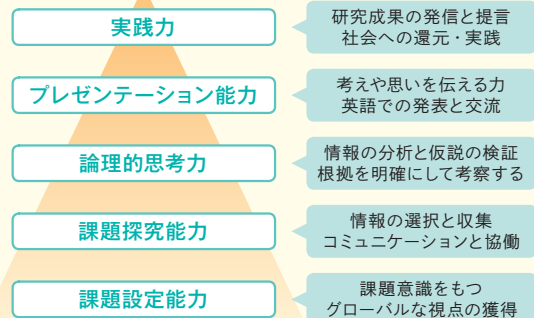 実践力
研究成果の発信と提言
社会への還元・実践
プレゼンテーション能力
考えや思いを伝える力
英語での発表と交流
論理的思考力
情報の分析と仮説の検証
根拠を明確にして考察する
課題探究能力
情報の選択と収集
コミュニケーションと協働
課題設定能力
課題意識をもつ
グローバルな視点の獲得